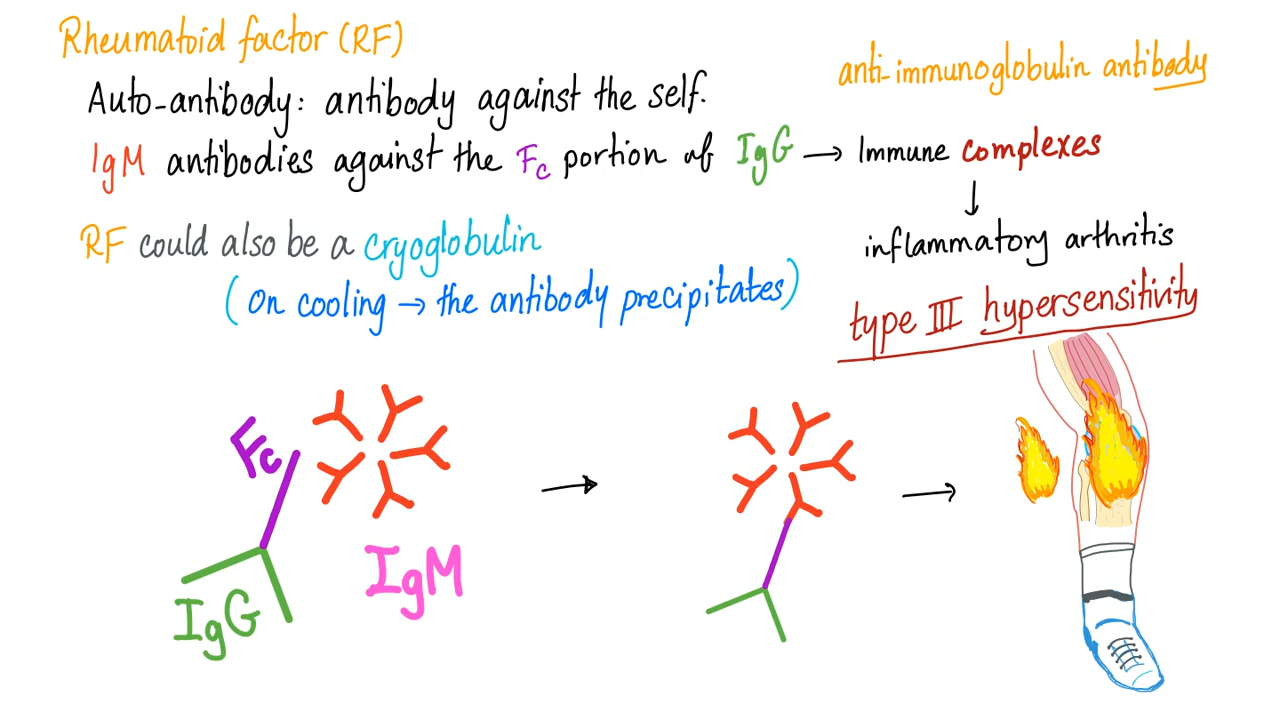 Rheumatoid factor (RF)
anti-immunoglobulin antibody
Auto-antibody: antibody against the self.
IgM antibodies against the Fc portion of IgG → Immune complexes
↓
inflammatory arthritis
type III hypersensitivity
RF could also be a cryoglobulin
(on cooling → the antibody precipitates)
Fc
IgM
IgG